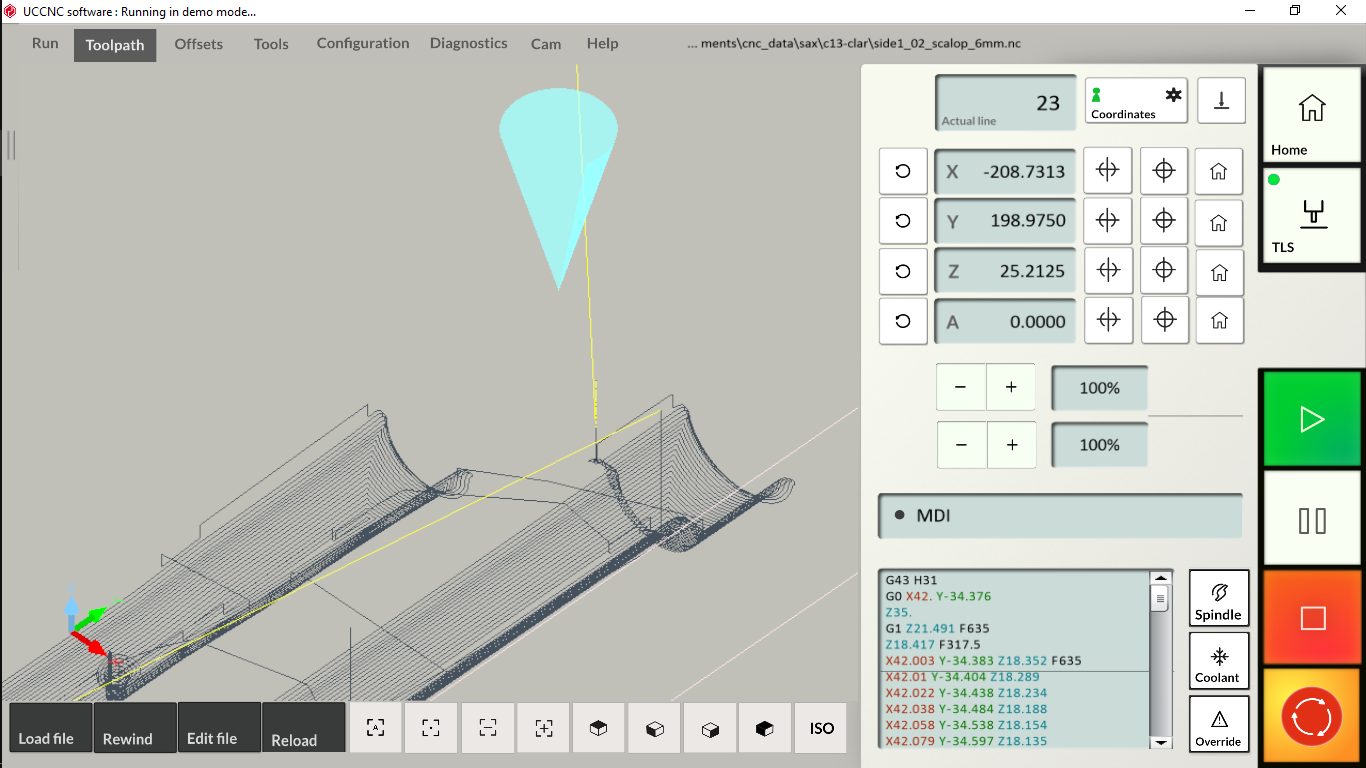 UCCNC software : Running in demo mode...
Run Toolpath Offsets Tools Configuration Diagnostics Cam Help ... ments\cnc_data\sax\c13-clar\side1_02_scalop_6mm.nc
23
Actual line
Coordinates
Home
X -208.7313
Y 198.9750
TLS
Z 25.2125
A 0.0000
− + 100%
− + 100%
MDI
G43 H31
G0 X42. Y-34.376
Z35.
G1 Z21.491 F635
Z18.417 F317.5
X42.003 Y-34.383 Z18.352 F635
X42.01 Y-34.404 Z18.289
X42.022 Y-34.438 Z18.234
X42.038 Y-34.484 Z18.188
X42.058 Y-34.538 Z18.154
X42.079 Y-34.597 Z18.135
Spindle
Coolant
Override
Load file Rewind Edit file Reload A ISO